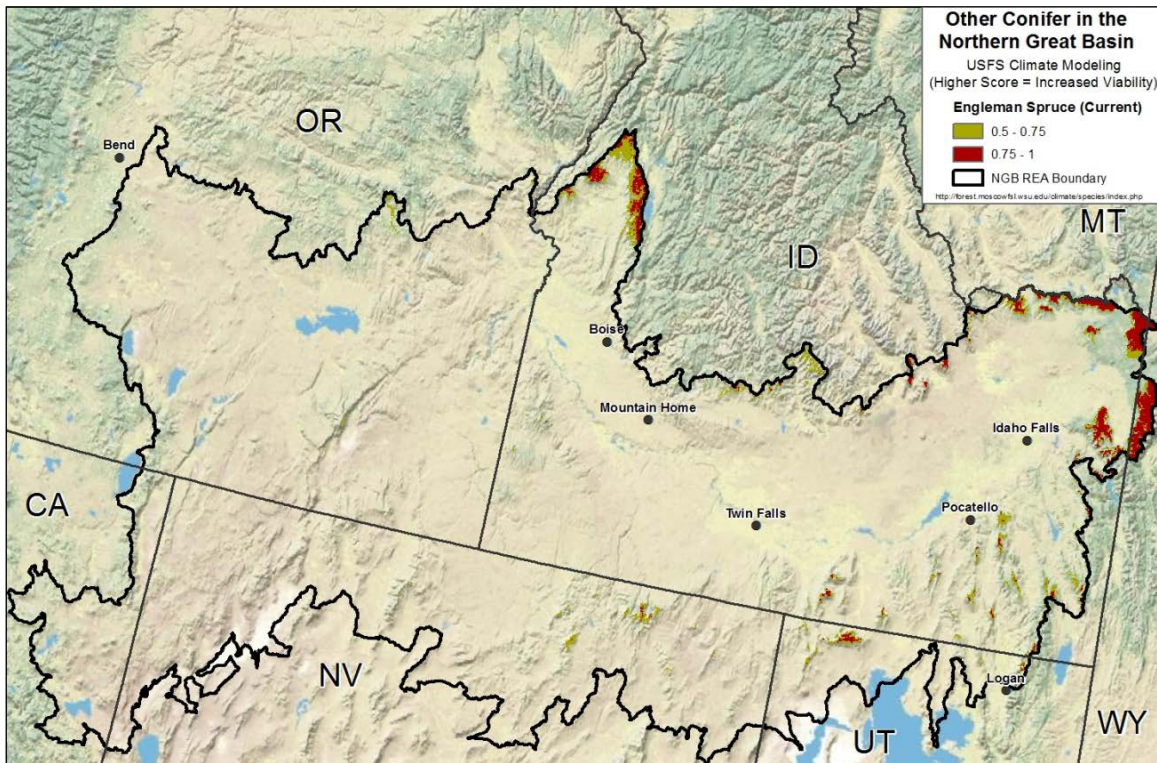 Other Conifer in the
Northern Great Basin
USFS Climate Modeling
(Higher Score = Increased Viability)
Engleman Spruce (Current)
0.5 - 0.75
0.75 - 1
NGB REA Boundary
http://forest.moscowfsl.wsu.edu/climate/species/index.php
OR
Bend
MT
ID
Boise
Mountain Home
Idaho Falls
CA
Twin Falls
Pocatello
NV
Logan
WY
UT